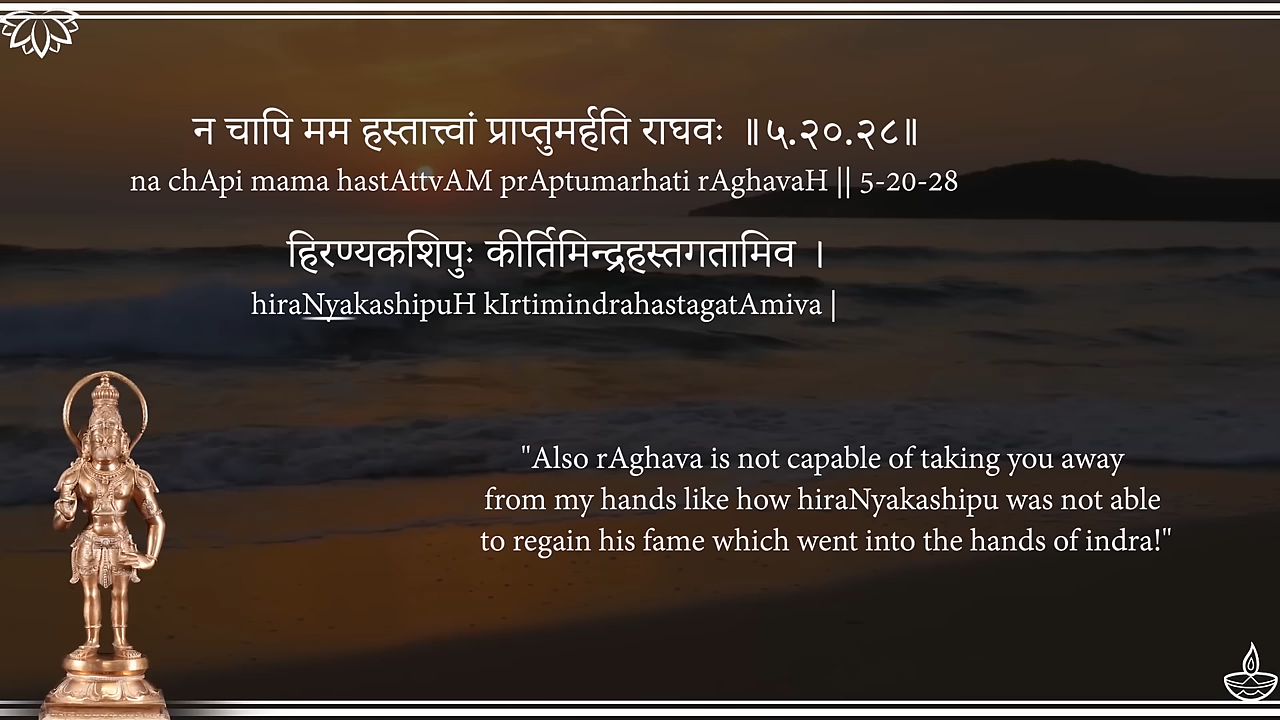 न चापि मम हस्तात्त्वां प्राप्तुमर्हति राघवः ॥५.२०.२८॥
na chApi mama hastAttvAM prAptumarhati rAghavaH || 5-20-28
हिरण्यकशिपुः कीर्तिमिन्द्रहस्तगतामिव ।
hiraNyakashipuH kIrtimindrahastagatAmiva |
"Also rAghava is not capable of taking you away
from my hands like how hiraNyakashipu was not able
to regain his fame which went into the hands of indra!"